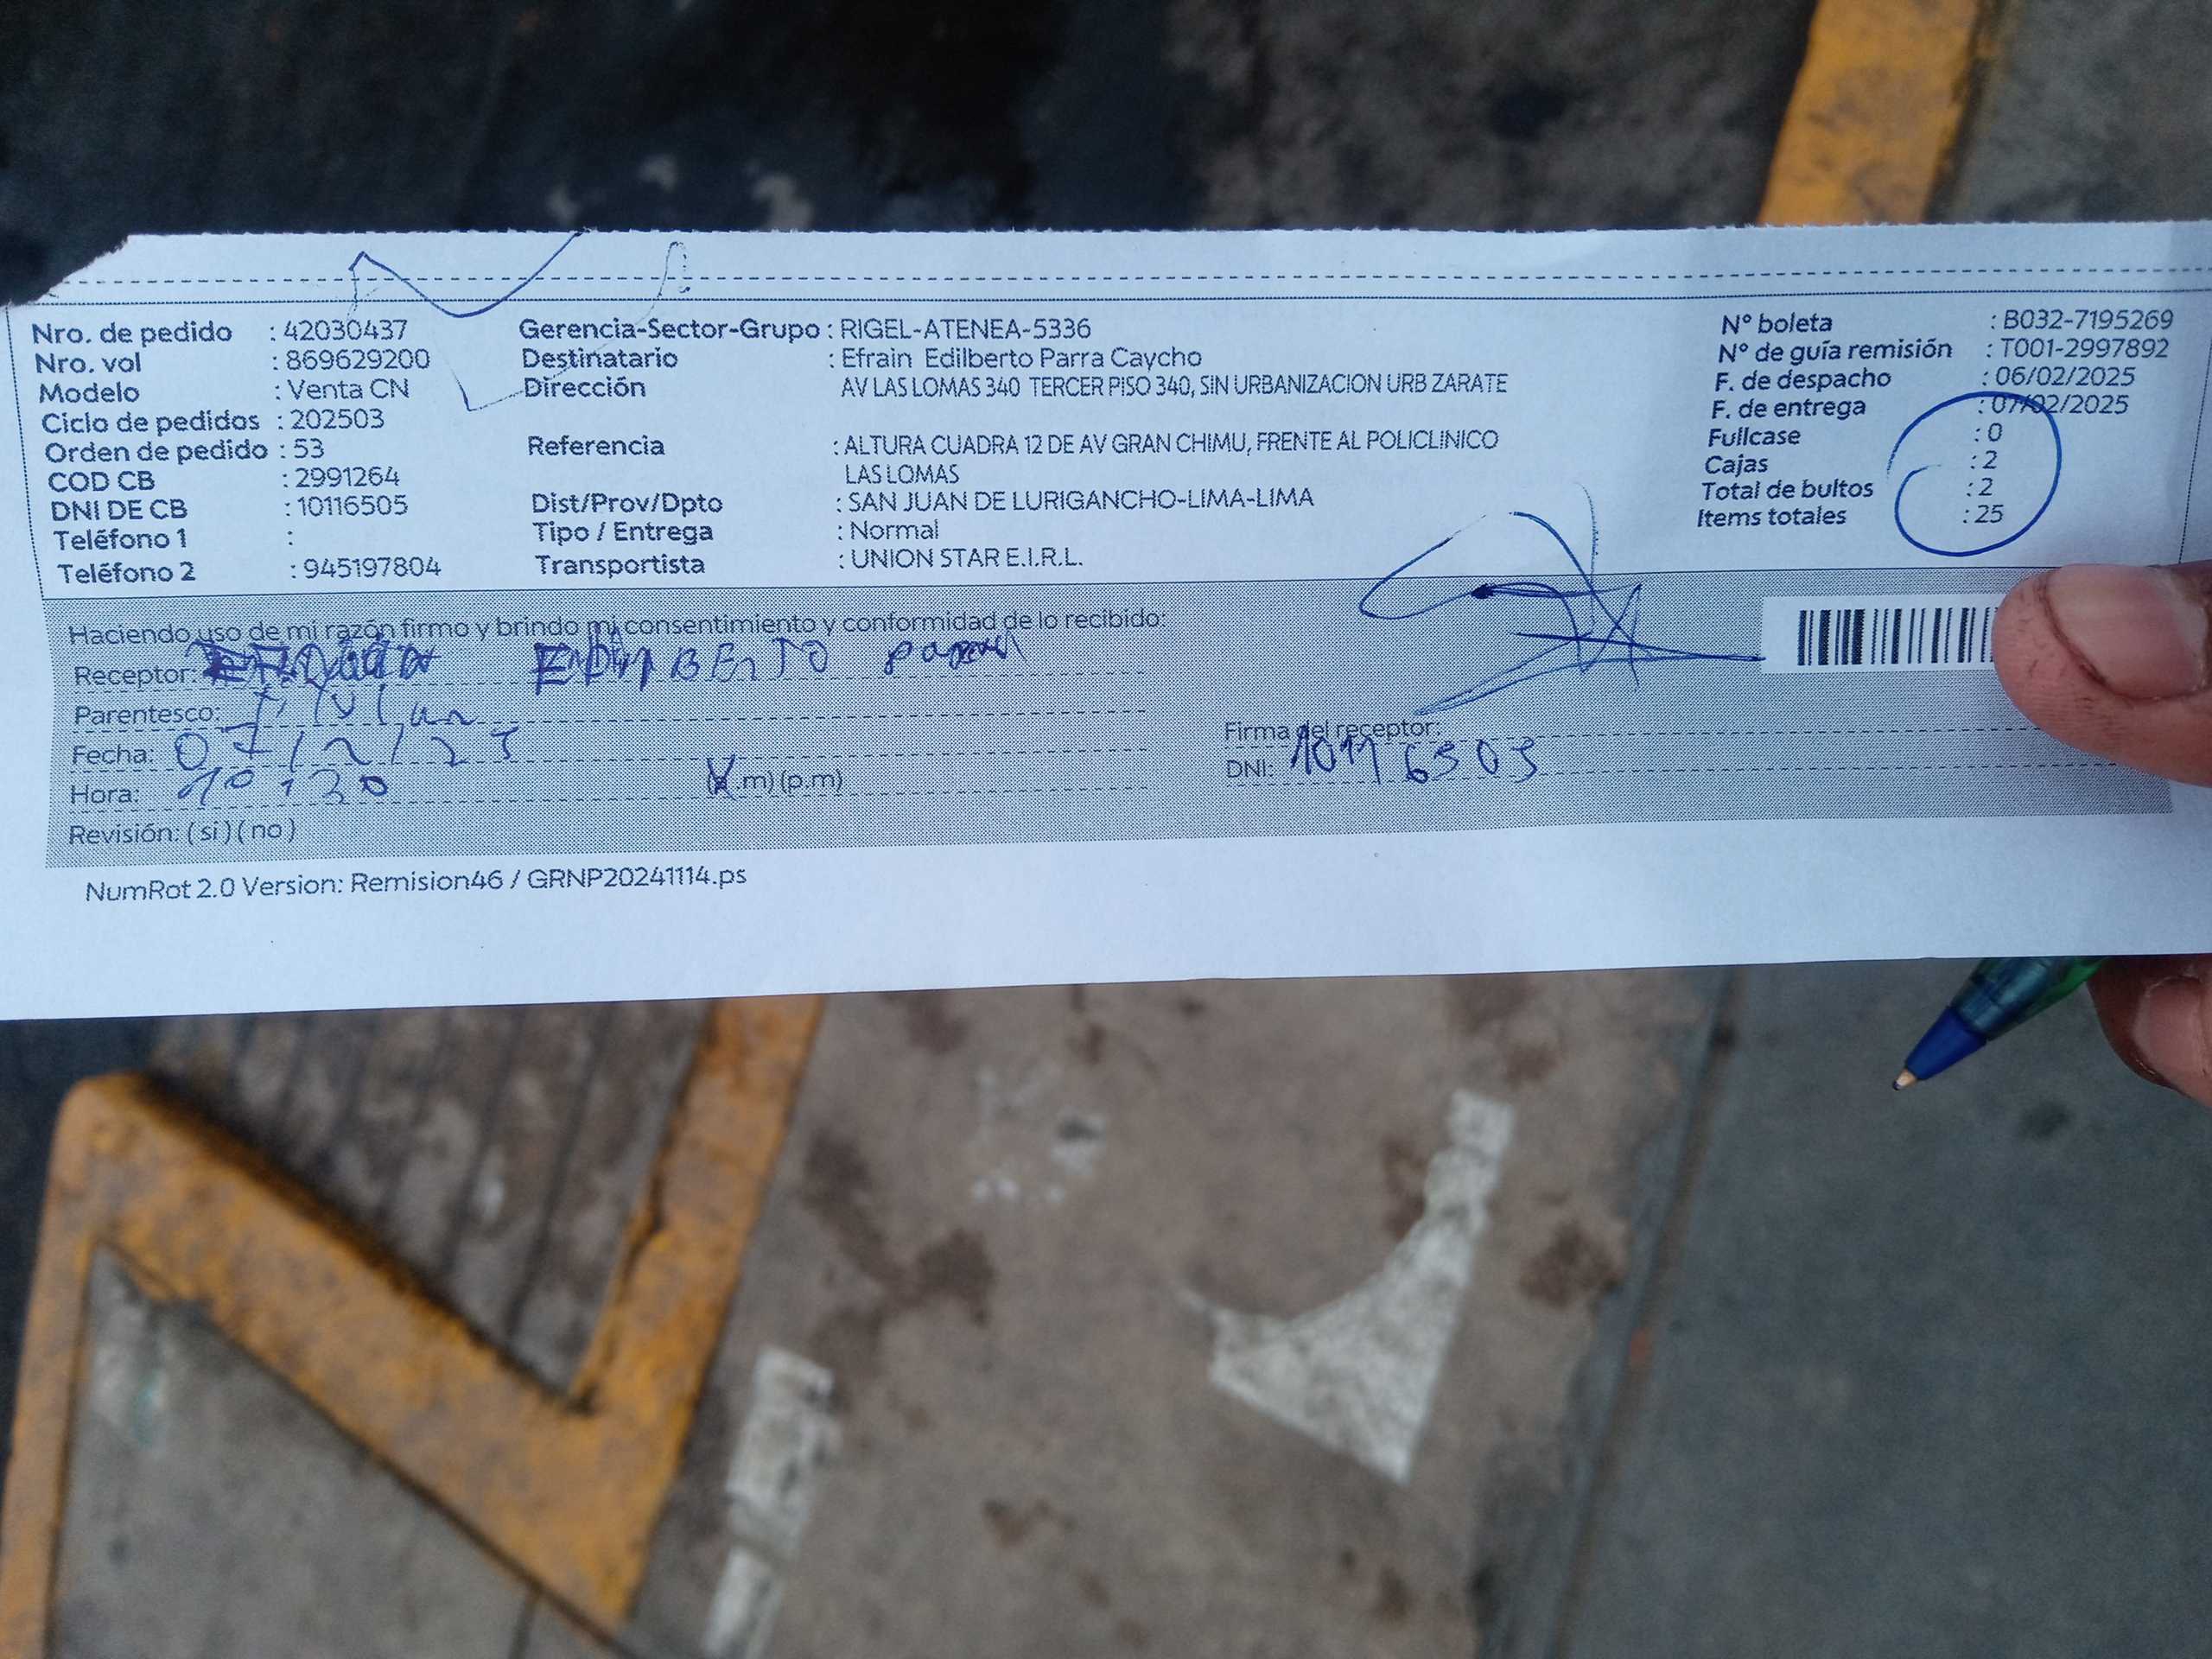 Nro. de pedido : 42030437
Nro. vol : 869629200
Modelo : Venta CN
Ciclo de pedidos : 202503
Orden de pedido : 53
COD CB : 2991264
DNI DE CB : 10116505
Teléfono 1 :
Teléfono 2 : 945197804
Gerencia-Sector-Grupo : RIGEL-ATENEA-5336
Destinatario : Efrain Edilberto Parra Caycho
Dirección AV LAS LOMAS 340 TERCER PISO 340, SIN URBANIZACION URB ZARATE
Referencia : ALTURA CUADRA 12 DE AV GRAN CHIMU, FRENTE AL POLICLINICO
LAS LOMAS
Dist/Prov/Dpto : SAN JUAN DE LURIGANCHO-LIMA-LIMA
Tipo / Entrega : Normal
Transportista : UNION STAR E.I.R.L.
N° boleta : B032-7195269
N° de guía remisión : T001-2997892
F. de despacho : 06/02/2025
F. de entrega : 07/02/2025
Fullcase : 0
Cajas : 2
Total de bultos : 2
Items totales : 25
Haciendo uso de mi razón firmo y brindo mi consentimiento y conformidad de lo recibido:
Receptor:
Parentesco:
Fecha: 07/2/25
Hora: (a.m) (p.m)
Revisión: ( si ) ( no )
Firma del receptor:
DNI:
NumRot 2.0 Version: Remision46 / GRNP20241114.ps